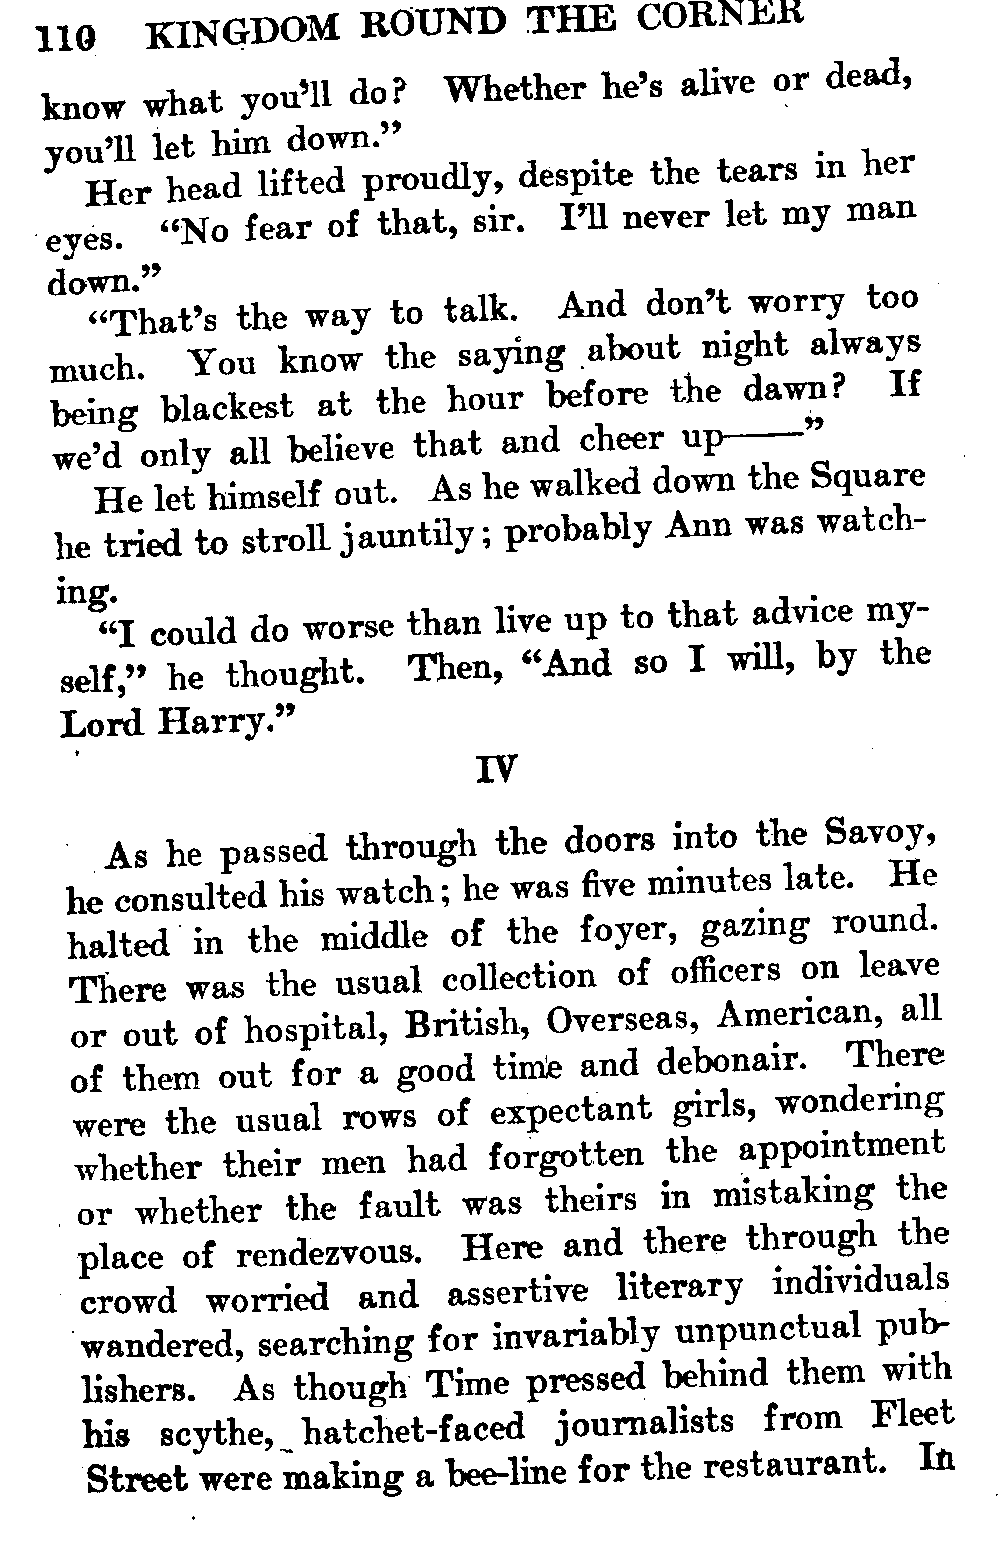 110 KINGDOM ROUND THE CORNER
know what you'll do? Whether he's alive or dead,
you'll let him down."
Her head lifted proudly, despite the tears in her
eyes. "No fear of that, sir. I'll never let my man
down."
"That's the way to talk. And don't worry too
much. You know the saying about night always
being blackest at the hour before the dawn? If
we'd only all believe that and cheer up——"
He let himself out. As he walked down the Square
he tried to stroll jauntily; probably Ann was watch-
ing.
"I could do worse than live up to that advice my-
self," he thought. Then, "And so I will, by the
Lord Harry."
IV
As he passed through the doors into the Savoy,
he consulted his watch; he was five minutes late. He
halted in the middle of the foyer, gazing round.
There was the usual collection of officers on leave
or out of hospital, British, Overseas, American, all
of them out for a good time and debonair. There
were the usual rows of expectant girls, wondering
whether their men had forgotten the appointment
or whether the fault was theirs in mistaking the
place of rendezvous. Here and there through the
crowd worried and assertive literary individuals
wandered, searching for invariably unpunctual pub-
lishers. As though Time pressed behind them with
his scythe, hatchet-faced journalists from Fleet
Street were making a bee-line for the restaurant. In